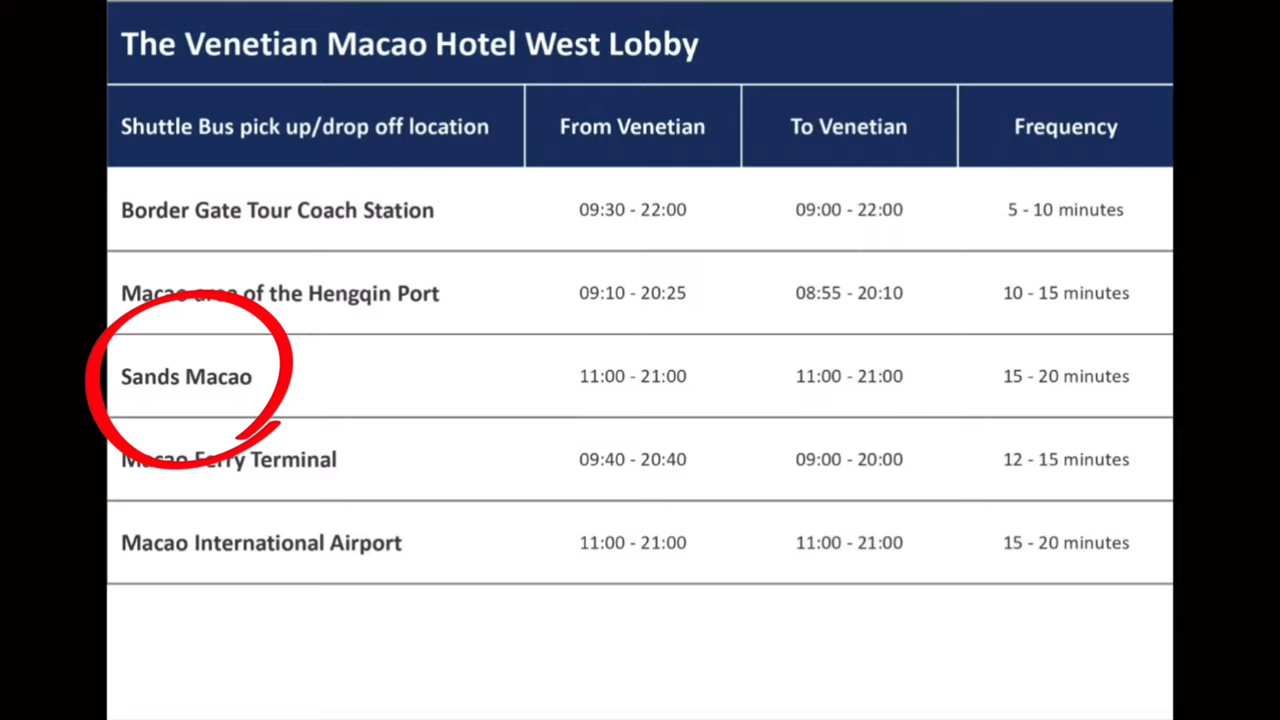 The Venetian Macao Hotel West Lobby
Shuttle Bus pick up/drop off location From Venetian To Venetian Frequency
Border Gate Tour Coach Station 09:30 - 22:00 09:00 - 22:00 5 - 10 minutes
Macao area of the Hengqin Port 09:10 - 20:25 08:55 - 20:10 10 - 15 minutes
Sands Macao 11:00 - 21:00 11:00 - 21:00 15 - 20 minutes
Macao Ferry Terminal 09:40 - 20:40 09:00 - 20:00 12 - 15 minutes
Macao International Airport 11:00 - 21:00 11:00 - 21:00 15 - 20 minutes